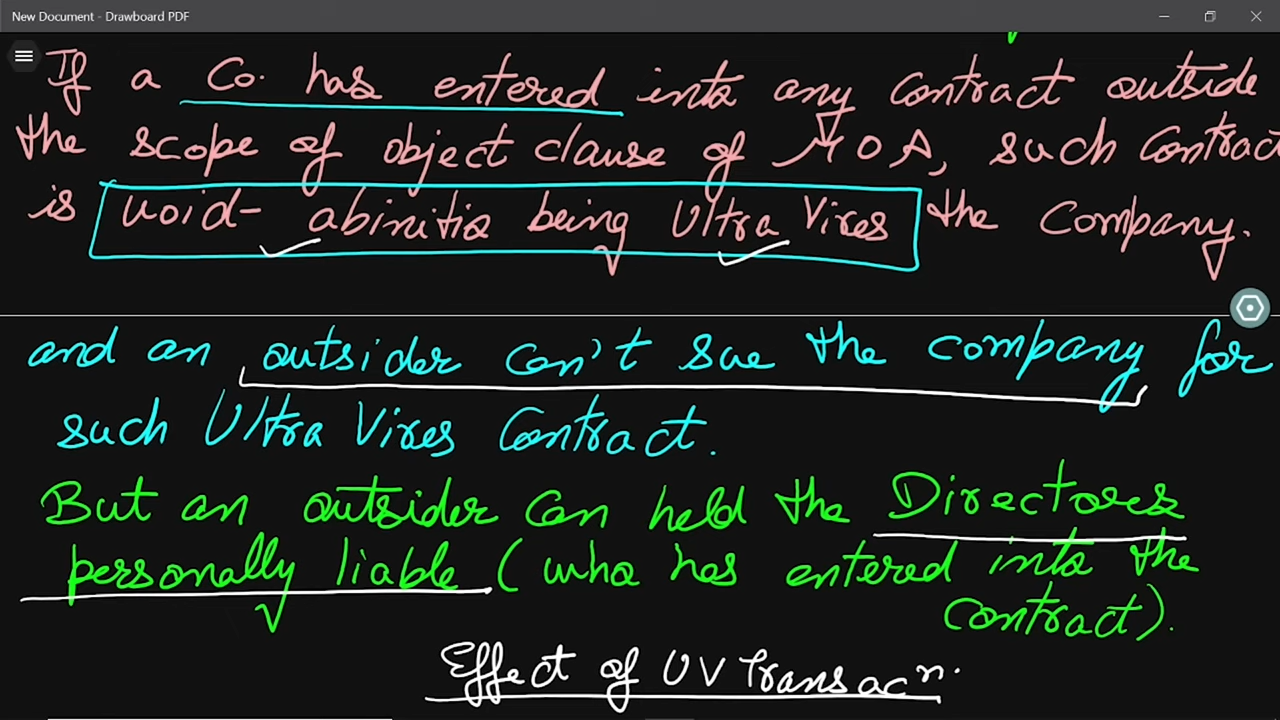 New Document - Drawboard PDF
If a Co. has entered into any contract outside
the scope of object clause of MOA, such contract
is void-abinitio being Ultra Vires the company.
and an outsider can't sue the company for
such Ultra Vires contract.
But an outsider can held the Directores
personally liable (who has entered into the
contract).
Effect of UV Transacn.